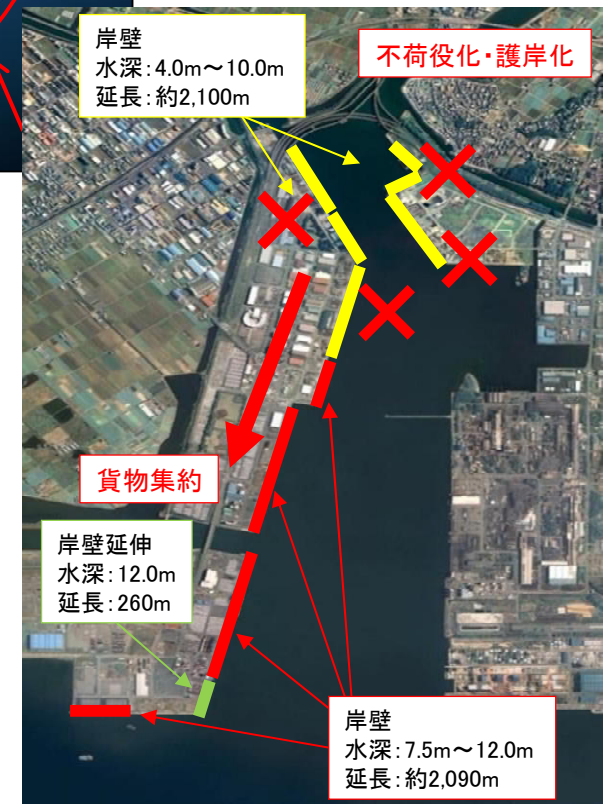 岸壁
水深：4.0m～10.0m
延長：約2,100m
不荷役化・護岸化
貨物集約
岸壁延伸
水深：12.0m
延長：260m
岸壁
水深：7.5m～12.0m
延長：約2,090m